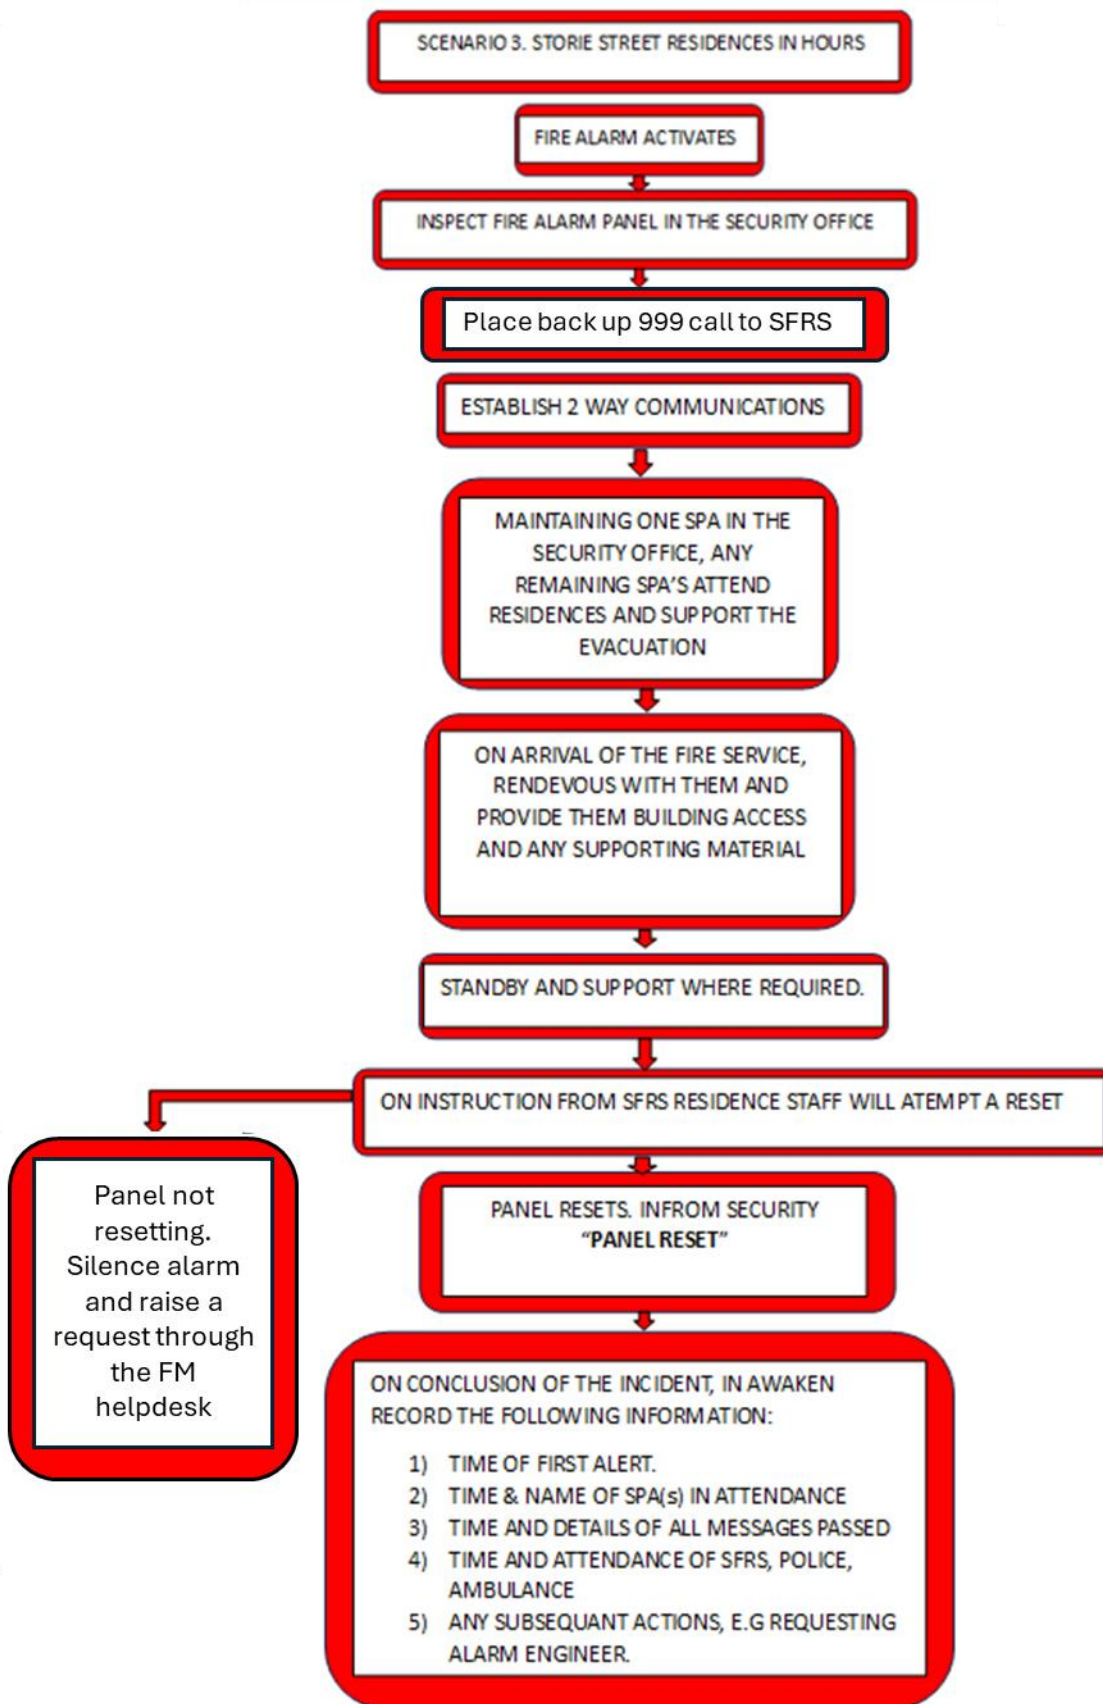 SCENARIO 3. STORIE STREET RESIDENCES IN HOURS
FIRE ALARM ACTIVATES
INSPECT FIRE ALARM PANEL IN THE SECURITY OFFICE
Place back up 999 call to SFRS
ESTABLISH 2 WAY COMMUNICATIONS
MAINTAINING ONE SPA IN THE
SECURITY OFFICE, ANY
REMAINING SPA'S ATTEND
RESIDENCES AND SUPPORT THE
EVACUATION
ON ARRIVAL OF THE FIRE SERVICE,
RENDEVOUS WITH THEM AND
PROVIDE THEM BUILDING ACCESS
AND ANY SUPPORTING MATERIAL
STANDBY AND SUPPORT WHERE REQUIRED.
ON INSTRUCTION FROM SFRS RESIDENCE STAFF WILL ATEMPT A RESET
Panel not
resetting.
Silence alarm
and raise a
request through
the FM
helpdesk
PANEL RESETS. INFROM SECURITY
"PANEL RESET"
ON CONCLUSION OF THE INCIDENT, IN AWAKEN
RECORD THE FOLLOWING INFORMATION:
1) TIME OF FIRST ALERT.
2) TIME & NAME OF SPA(s) IN ATTENDANCE
3) TIME AND DETAILS OF ALL MESSAGES PASSED
4) TIME AND ATTENDANCE OF SFRS, POLICE,
AMBULANCE
5) ANY SUBSEQUANT ACTIONS, E.G REQUESTING
ALARM ENGINEER.